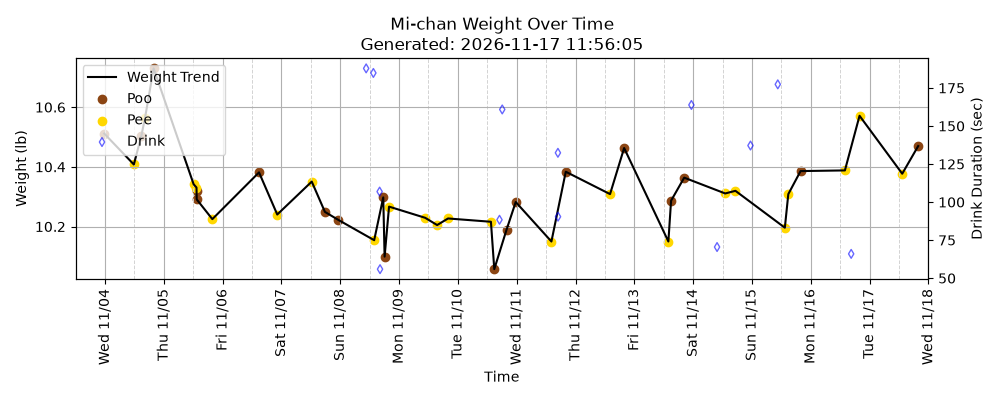 Mi-chan Weight Over Time
Generated: 2026-11-17 11:56:05
Weight Trend
Poo
Pee
Drink
Weight (lb)
10.6
10.4
10.2
Drink Duration (sec)
175
150
125
100
75
50
Wed 11/04
Thu 11/05
Fri 11/06
Sat 11/07
Sun 11/08
Mon 11/09
Tue 11/10
Wed 11/11
Thu 11/12
Fri 11/13
Sat 11/14
Sun 11/15
Mon 11/16
Tue 11/17
Wed 11/18
Time